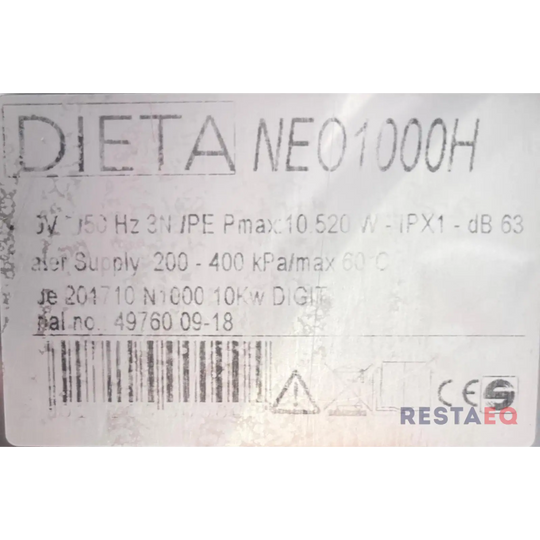 DIETA NEO1000H
/50 Hz 3N /PE Pmax:10.520 W - IPX1 - dB 63
Supply 200 - 400 kPa/max 60°C
201710 N1000 10Kw DIGIT
no. 49760 09-18
CE S
RESTAEQ